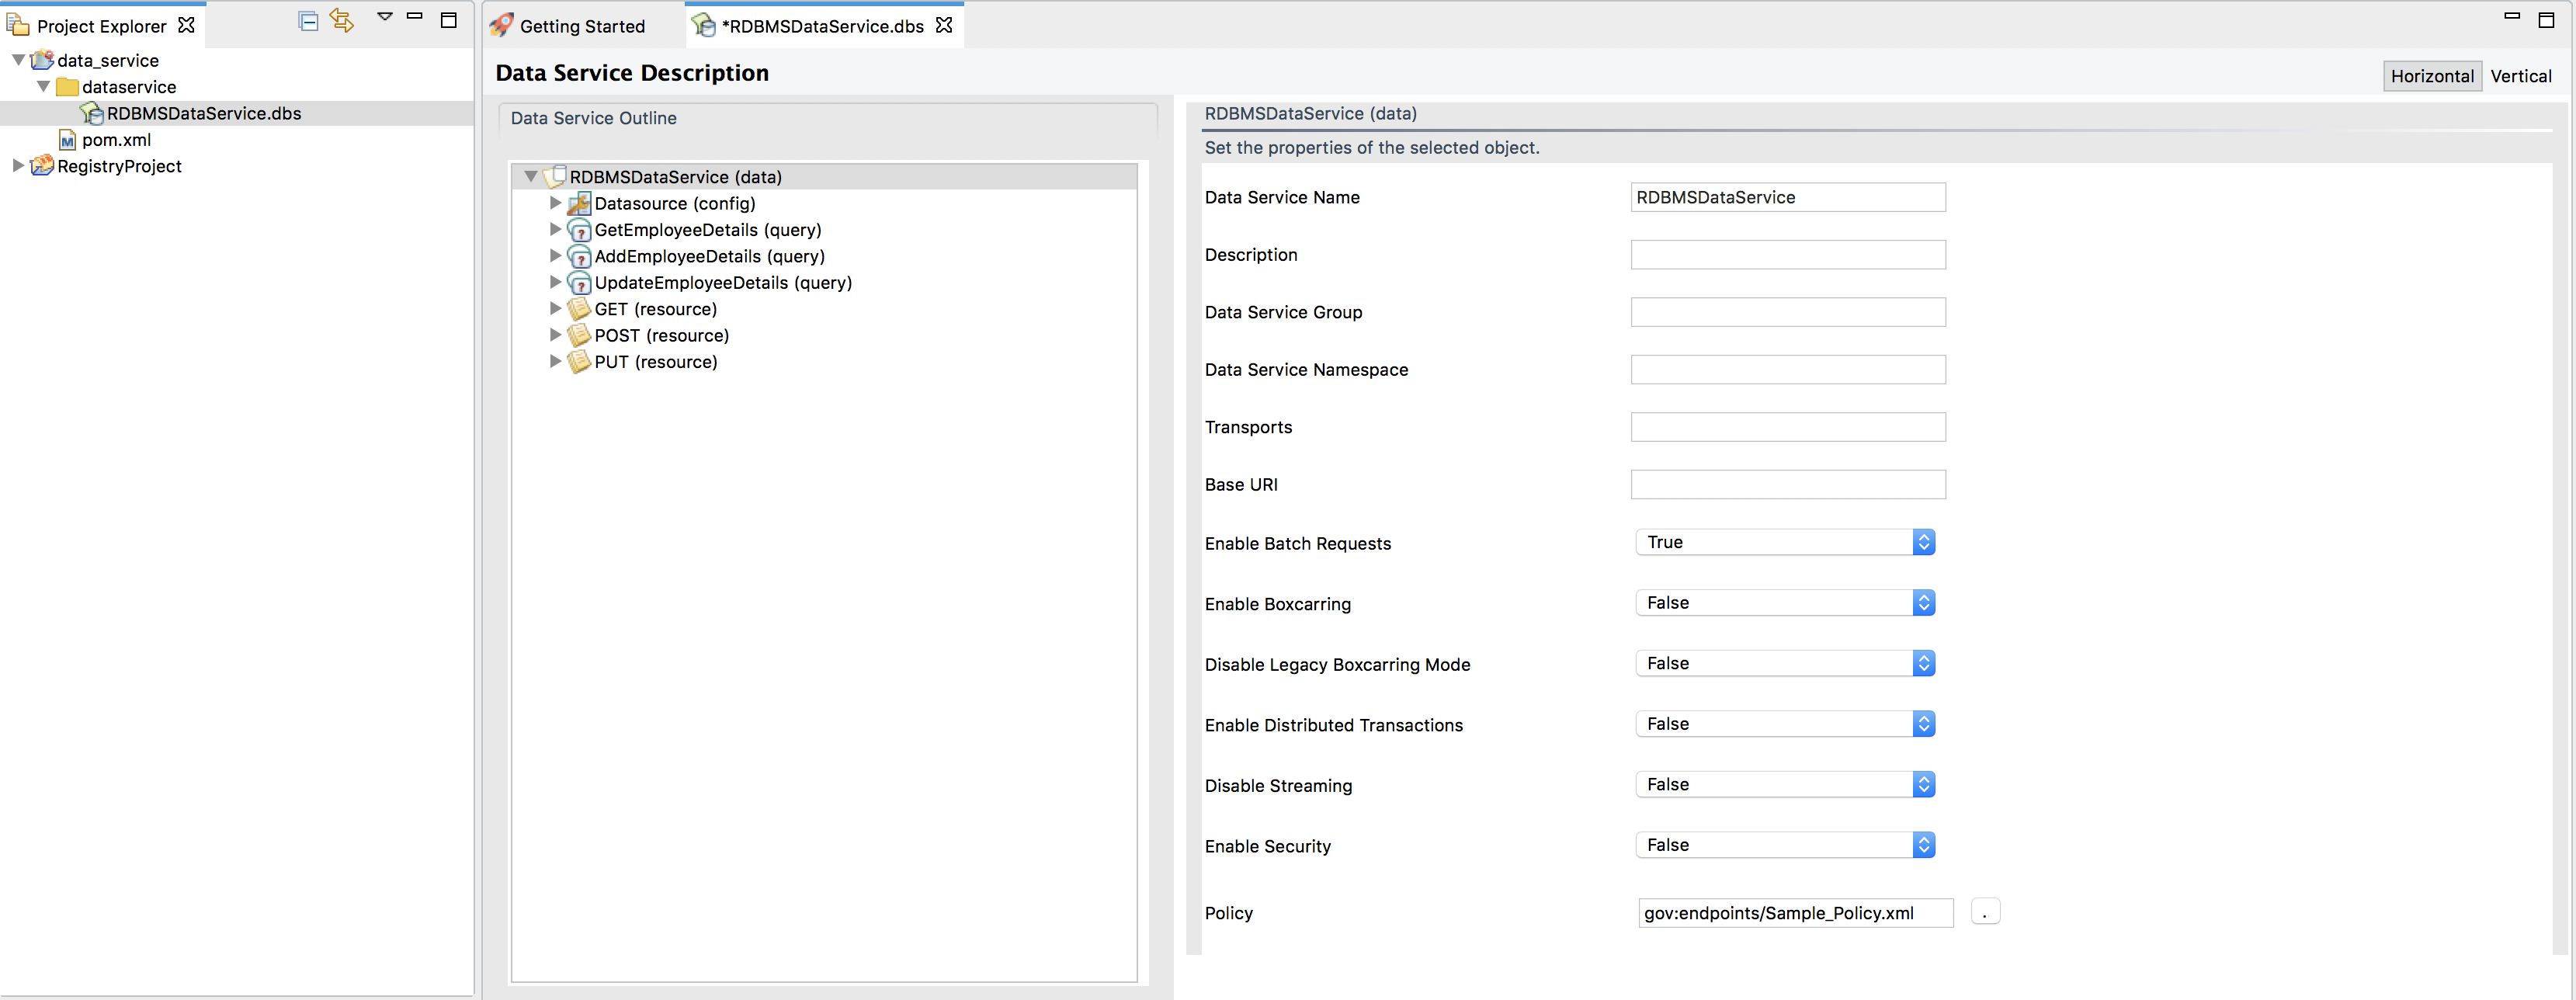 Project Explorer
data_service
dataservice
RDBMSDataService.dbs
pom.xml
RegistryProject
Getting Started
*RDBMSDataService.dbs
Data Service Description
Horizontal Vertical
Data Service Outline
RDBMSDataService (data)
Datasource (config)
GetEmployeeDetails (query)
AddEmployeeDetails (query)
UpdateEmployeeDetails (query)
GET (resource)
POST (resource)
PUT (resource)
RDBMSDataService (data)
Set the properties of the selected object.
Data Service Name RDBMSDataService
Description
Data Service Group
Data Service Namespace
Transports
Base URI
Enable Batch Requests True
Enable Boxcarring False
Disable Legacy Boxcarring Mode False
Enable Distributed Transactions False
Disable Streaming False
Enable Security False
Policy gov:endpoints/Sample_Policy.xml .